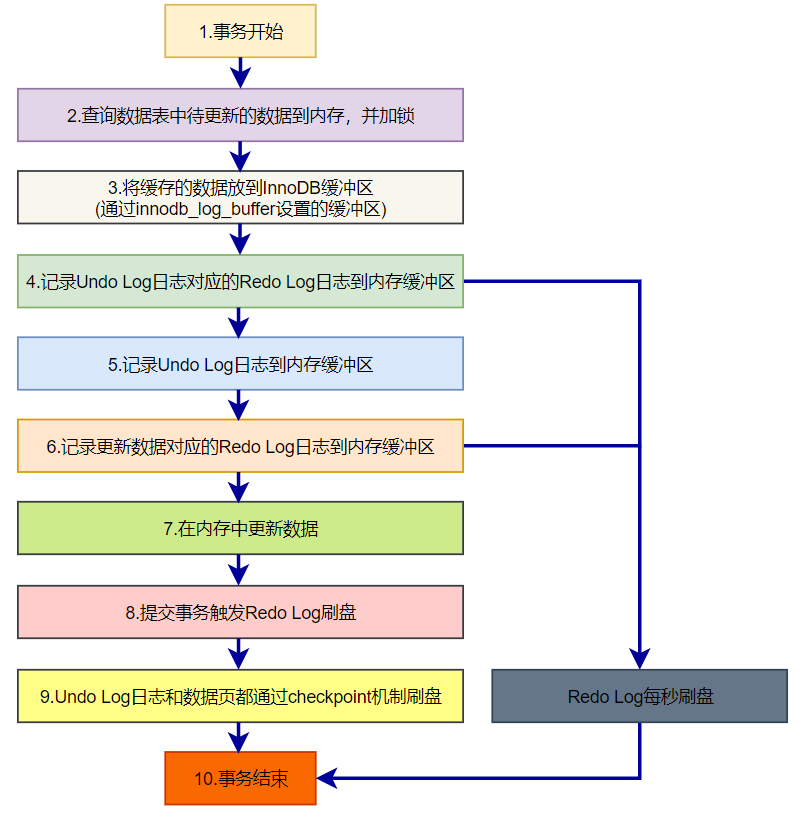 1.事务开始
2.查询数据表中待更新的数据到内存，并加锁
3.将缓存的数据放到InnoDB缓冲区
(通过innodb_log_buffer设置的缓冲区)
4.记录Undo Log日志对应的Redo Log日志到内存缓冲区
5.记录Undo Log日志到内存缓冲区
6.记录更新数据对应的Redo Log日志到内存缓冲区
7.在内存中更新数据
8.提交事务触发Redo Log刷盘
9.Undo Log日志和数据页都通过checkpoint机制刷盘
Redo Log每秒刷盘
10.事务结束